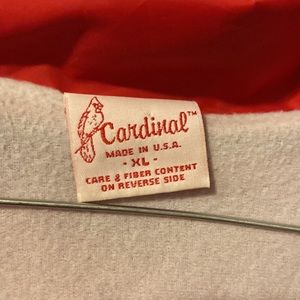 Cardinal™
MADE IN U.S.A.
- XL -
CARE & FIBER CONTENT
ON REVERSE SIDE